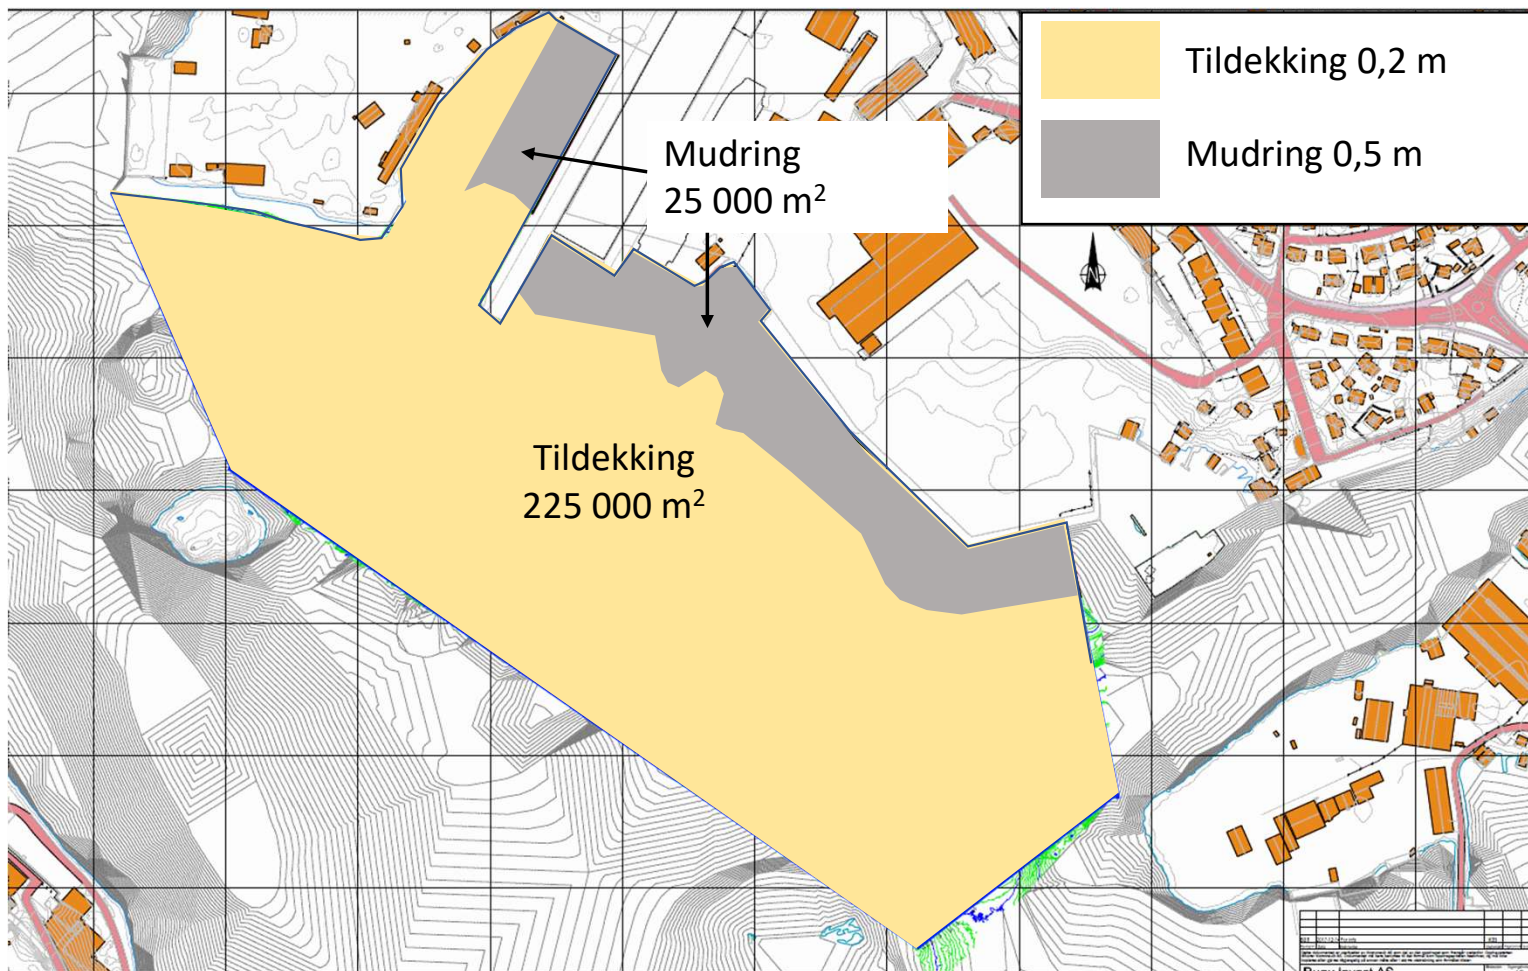 Tildekking 0,2 m
Mudring 0,5 m
Mudring
25 000 m²
N
Tildekking
225 000 m²